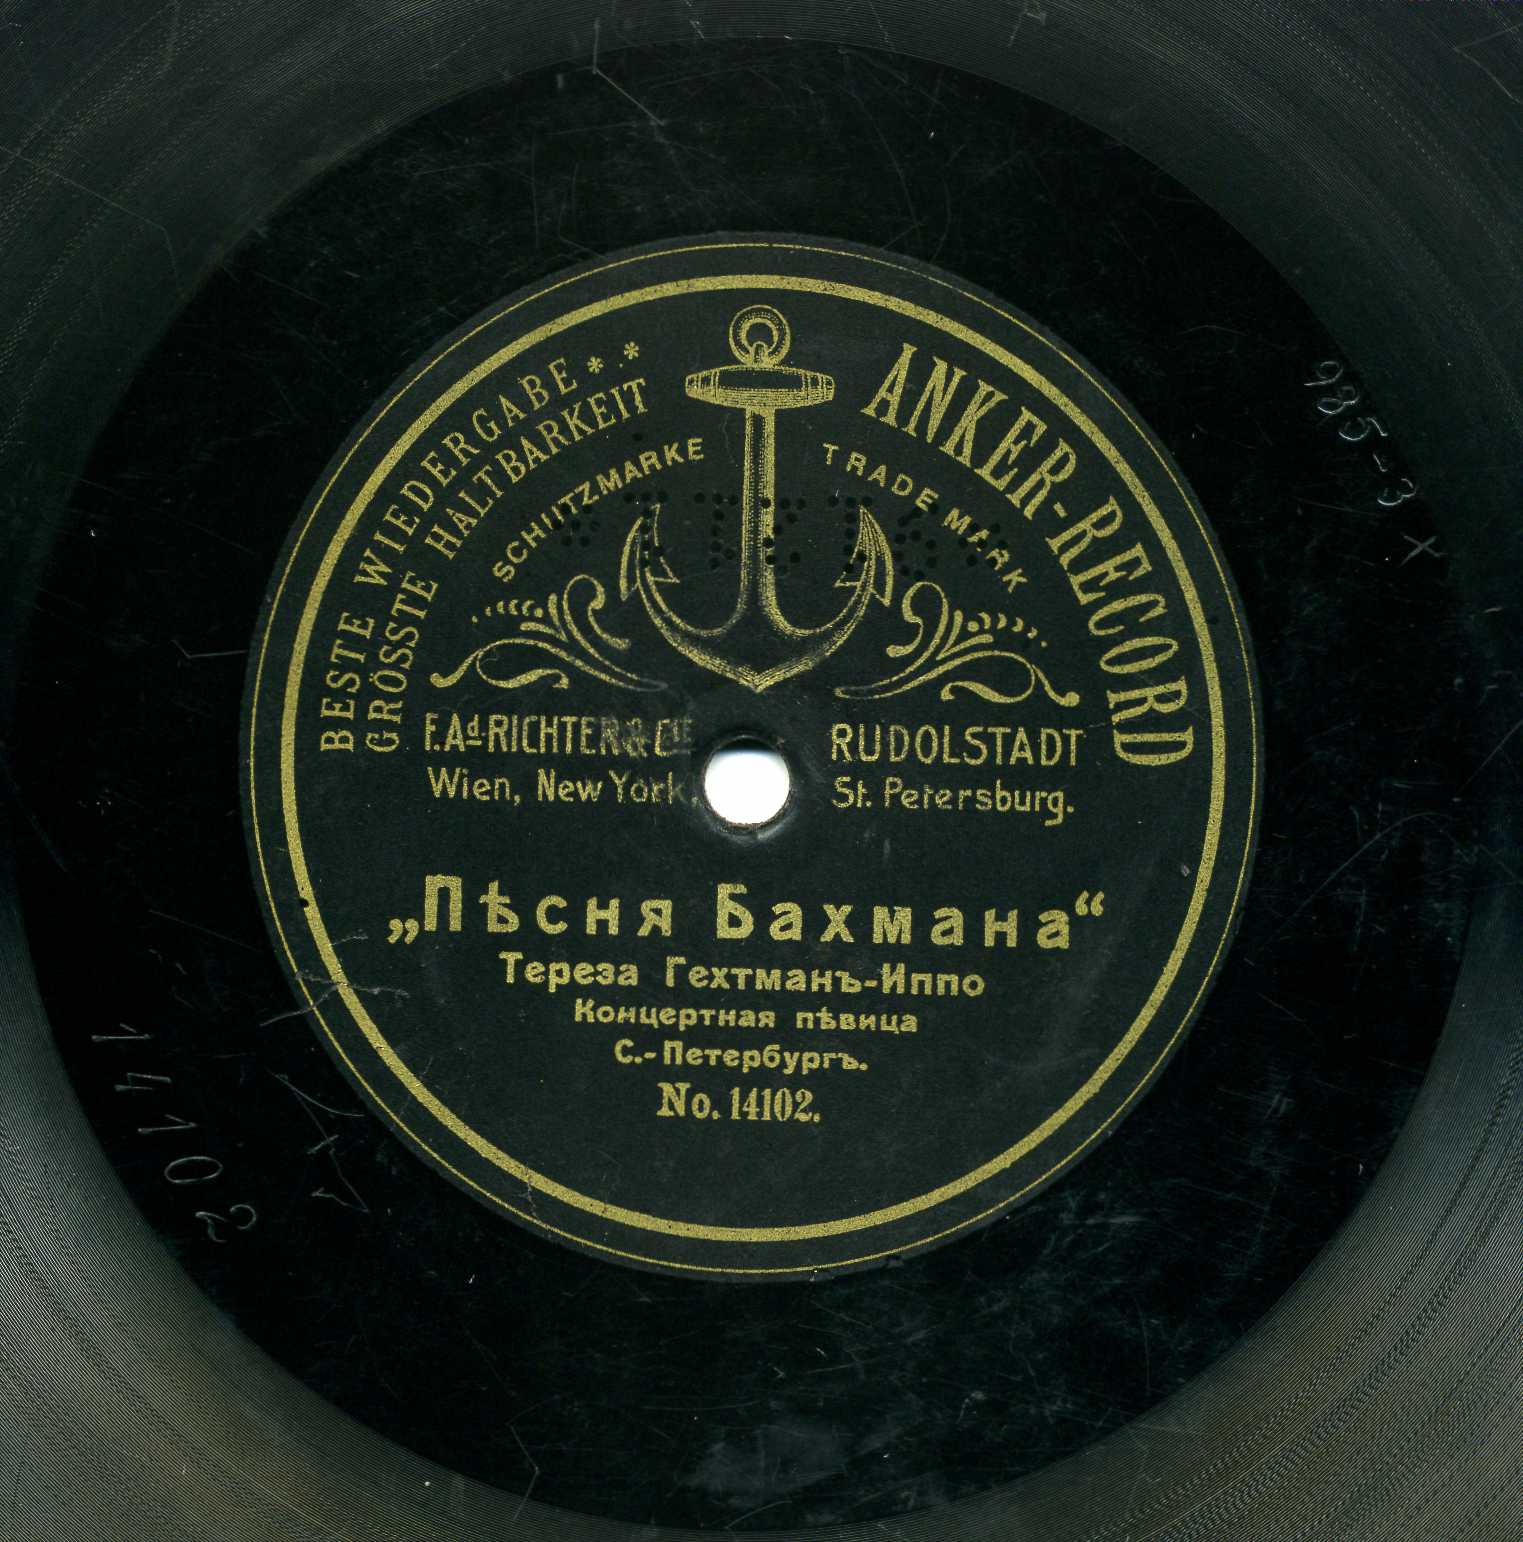 BESTE WIEDERGABE **
GRÖSSTE HALTBARKEIT
ANKER-RECORD
SCHUTZMARKE
TRADE MARK
F. Ad. RICHTER & Cie RUDOLSTADT
Wien, New York, St. Petersburg.
„Пѣсня Бахмана“
Тереза Гехтманъ-Иппо
Концертная пѣвица
С.-Петербургъ.
No. 14102.
985-3 X
14102